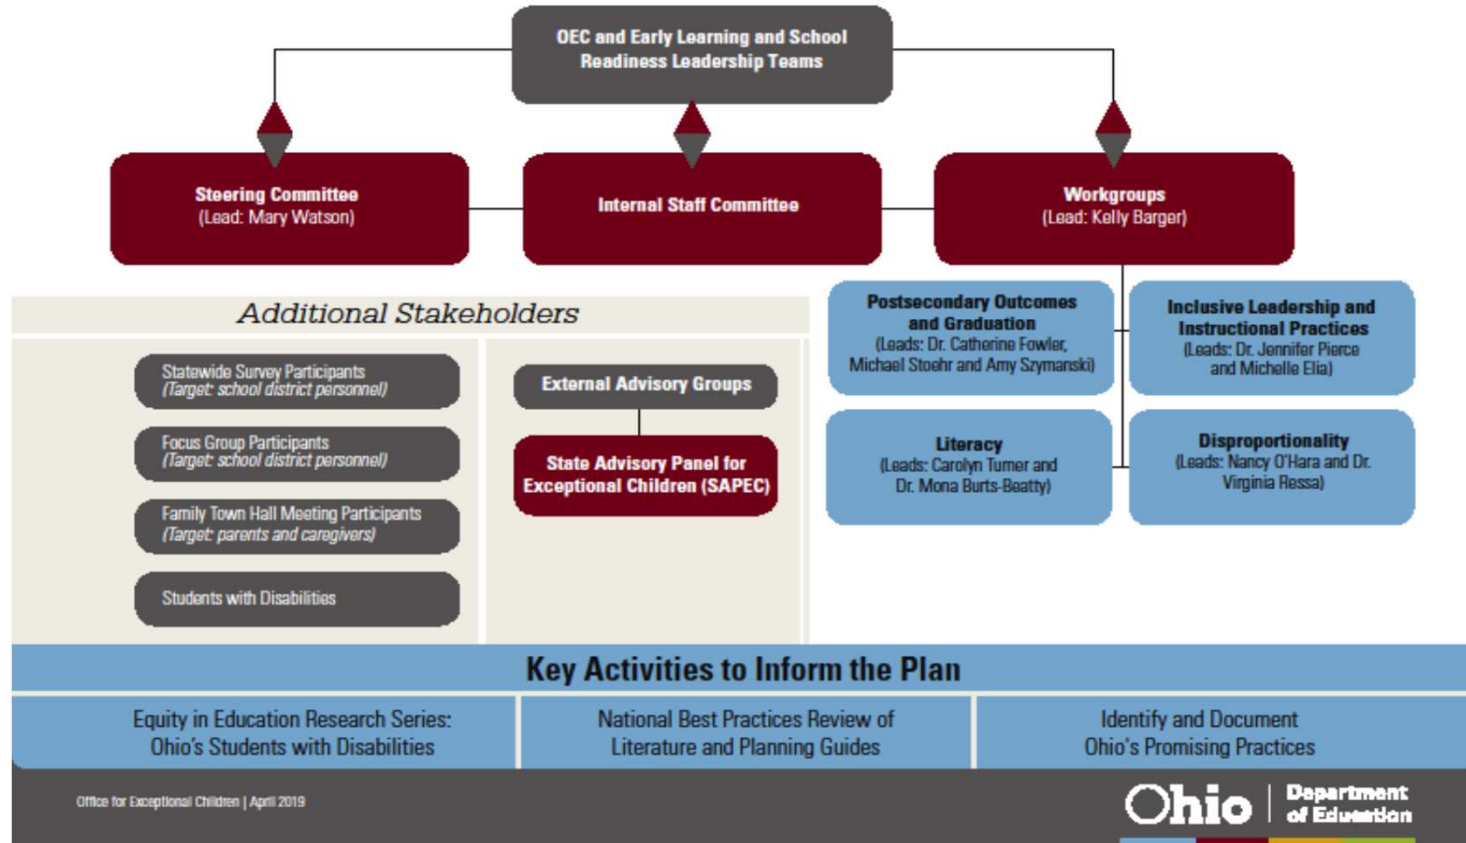 OEC and Early Learning and School
Readiness Leadership Teams
Steering Committee
(Lead: Mary Watson)
Internal Staff Committee
Workgroups
(Lead: Kelly Barger)
Additional Stakeholders
Statewide Survey Participants
(Target: school district personnel)
Focus Group Participants
(Target: school district personnel)
Family Town Hall Meeting Participants
(Target: parents and caregivers)
Students with Disabilities
External Advisory Groups
State Advisory Panel for
Exceptional Children (SAPEC)
Postsecondary Outcomes
and Graduation
(Leads: Dr. Catherine Fowler,
Michael Stoehr and Amy Szymanski)
Inclusive Leadership and
Instructional Practices
(Leads: Dr. Jennifer Pierce
and Michelle Elia)
Literacy
(Leads: Carolyn Turner and
Dr. Mona Burts-Beatty)
Disproportionality
(Leads: Nancy O'Hara and Dr.
Virginia Ressa)
Key Activities to Inform the Plan
Equity in Education Research Series:
Ohio's Students with Disabilities
National Best Practices Review of
Literature and Planning Guides
Identify and Document
Ohio's Promising Practices
Office for Exceptional Children | April 2019
Ohio | Department
of Education